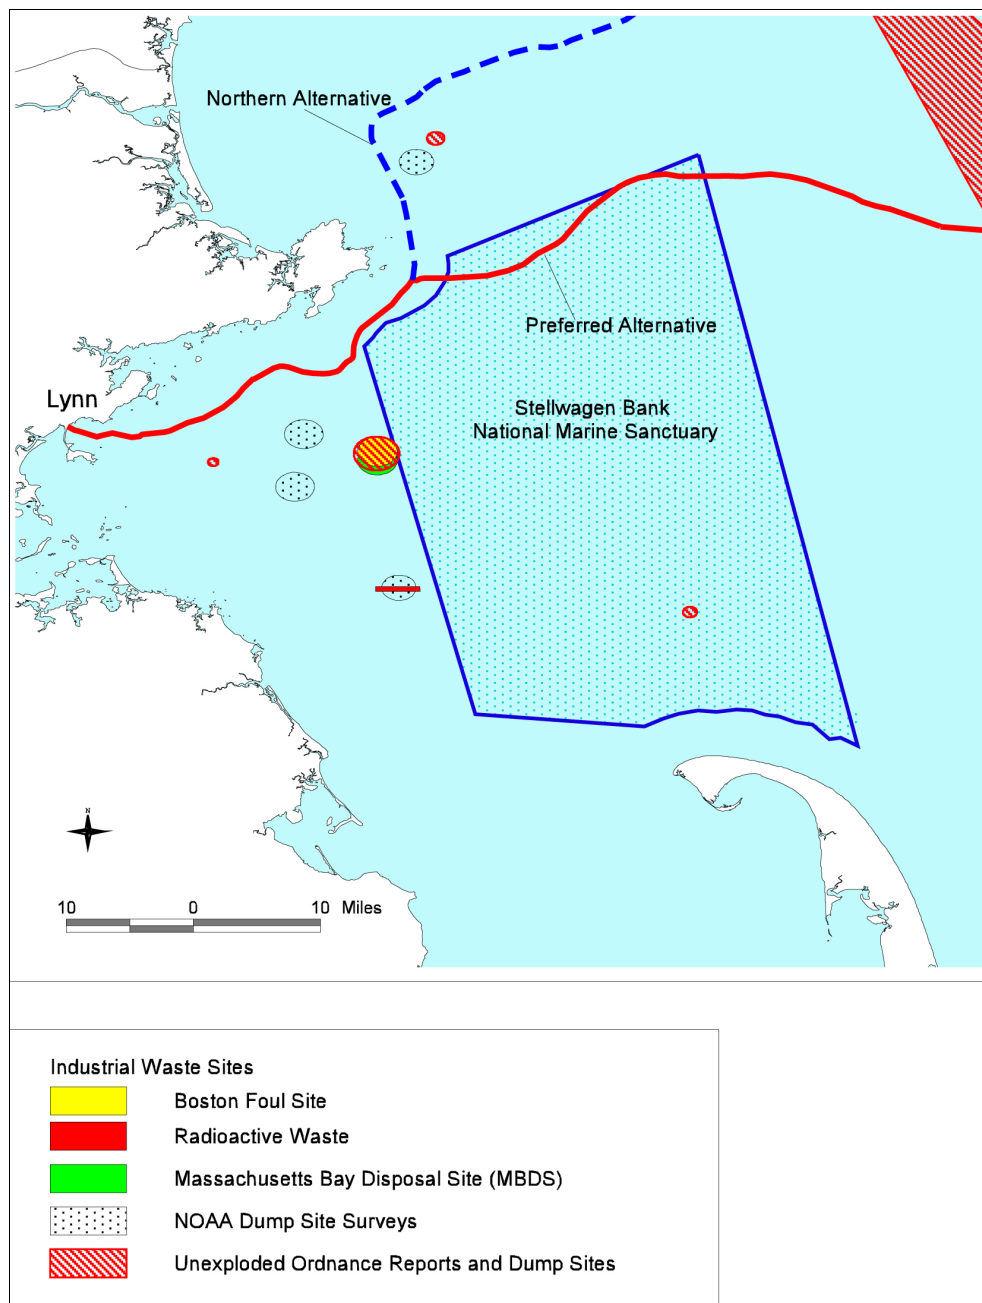 Northern Alternative
Preferred Alternative
Lynn
Stellwagen Bank
National Marine Sanctuary
N
10 0 10 Miles
Industrial Waste Sites
Boston Foul Site
Radioactive Waste
Massachusetts Bay Disposal Site (MBDS)
NOAA Dump Site Surveys
Unexploded Ordnance Reports and Dump Sites